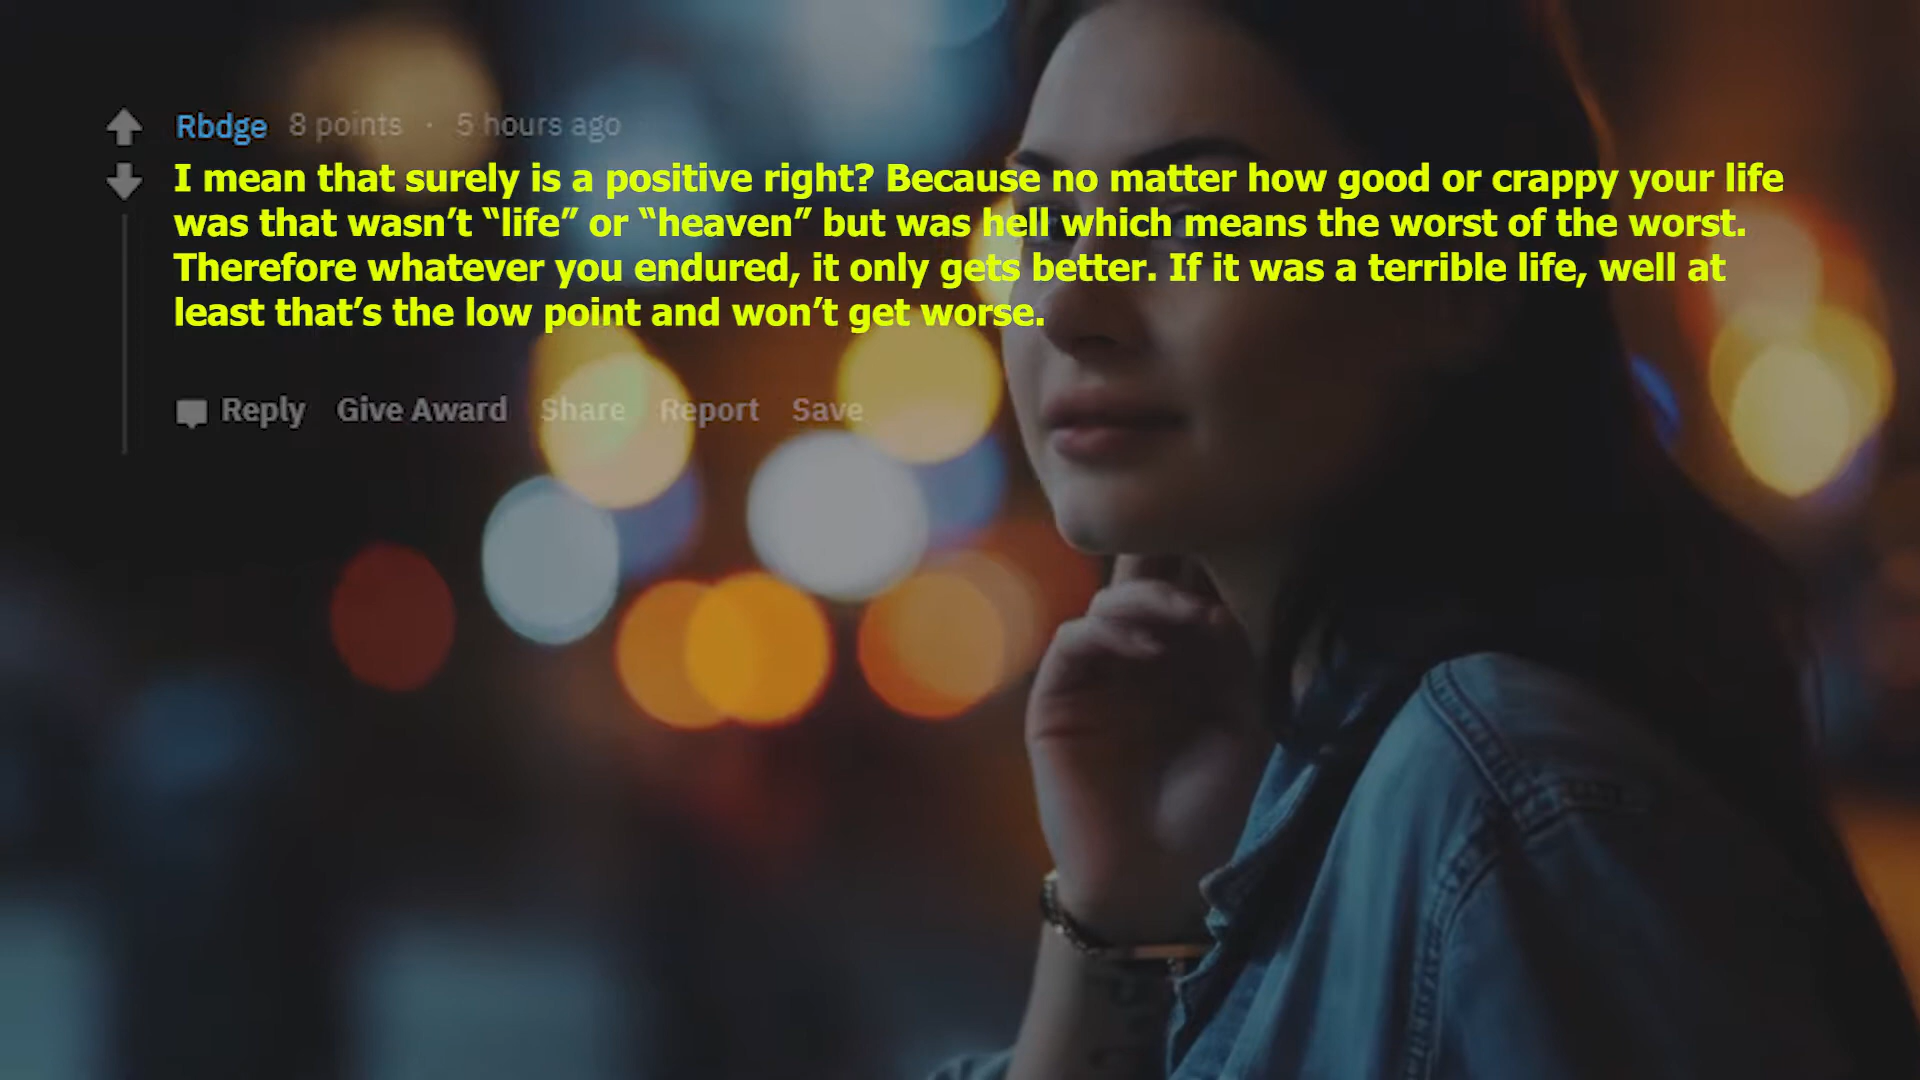 Rbdge 8 points · 5 hours ago
I mean that surely is a positive right? Because no matter how good or crappy your life
was that wasn’t “life” or “heaven” but was hell which means the worst of the worst.
Therefore whatever you endured, it only gets better. If it was a terrible life, well at
least that’s the low point and won’t get worse.
Reply Give Award Share Report Save